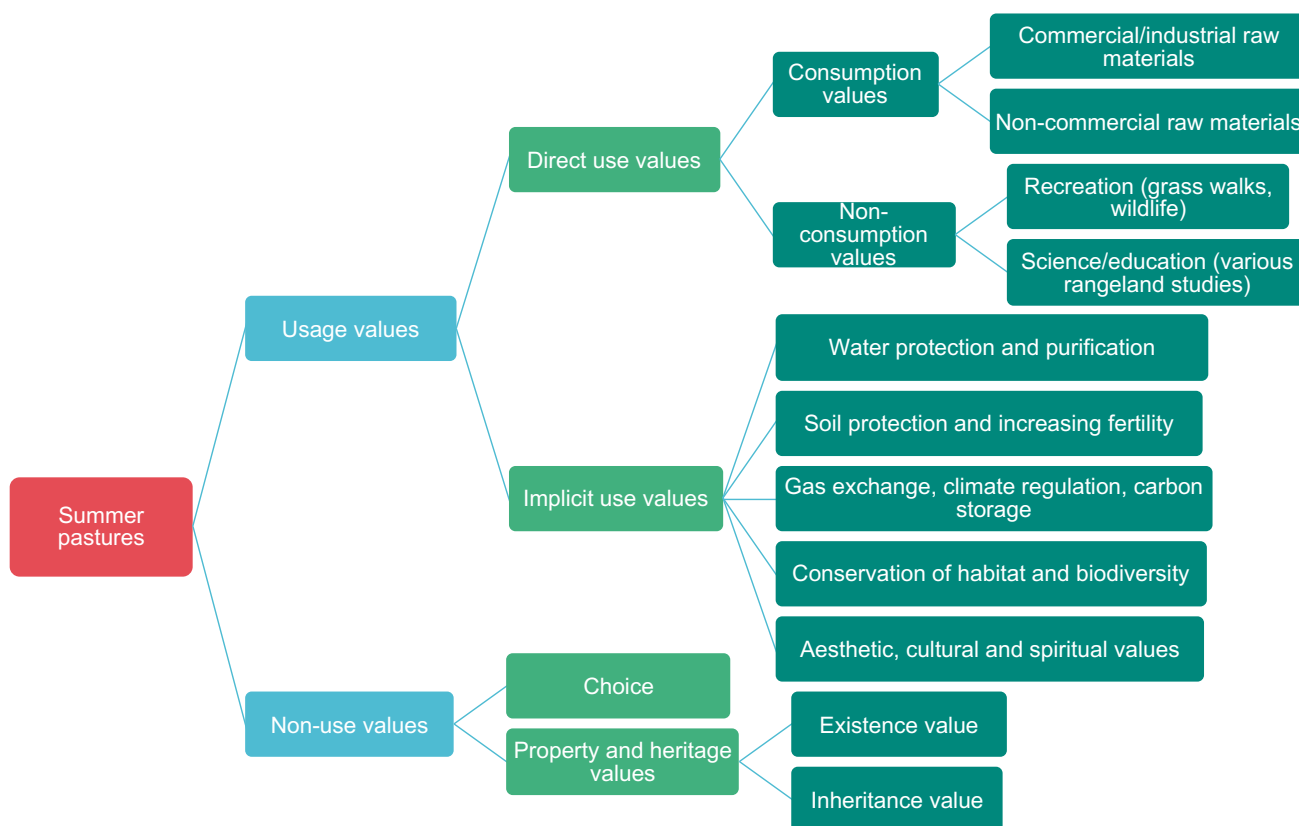 Summer
pastures
Usage values
Direct use values
Consumption
values
Commercial/industrial raw
materials
Non-commercial raw materials
Non-
consumption
values
Recreation (grass walks,
wildlife)
Science/education (various
rangeland studies)
Implicit use values
Water protection and purification
Soil protection and increasing fertility
Gas exchange, climate regulation, carbon
storage
Conservation of habitat and biodiversity
Aesthetic, cultural and spiritual values
Non-use values
Choice
Property and heritage
values
Existence value
Inheritance value